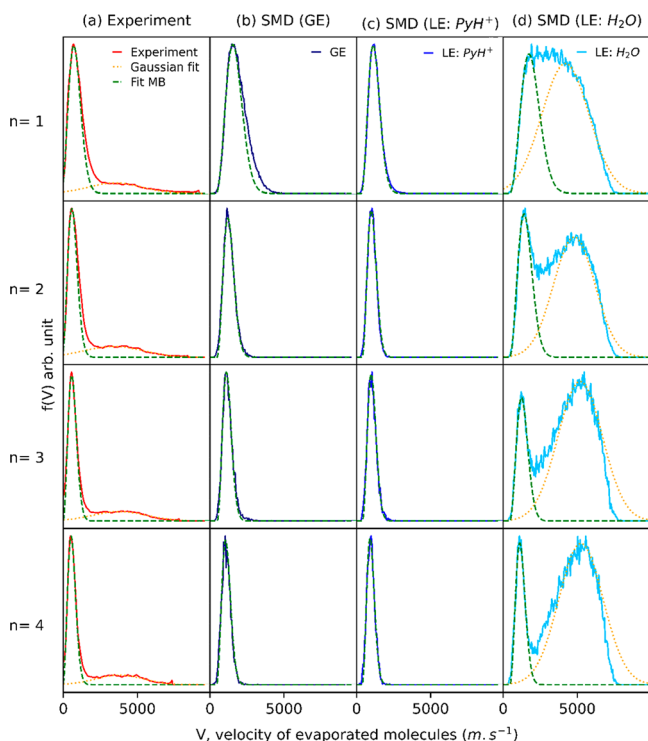 (a) Experiment (b) SMD (GE) (c) SMD (LE: PyH⁺) (d) SMD (LE: H₂O)
Experiment
Gaussian fit
Fit MB
GE
LE: PyH⁺
LE: H₂O
n= 1
n= 2
n= 3
n= 4
f(V) arb. unit
0 5000 0 5000 0 5000 0 5000
V, velocity of evaporated molecules (m.s⁻¹)